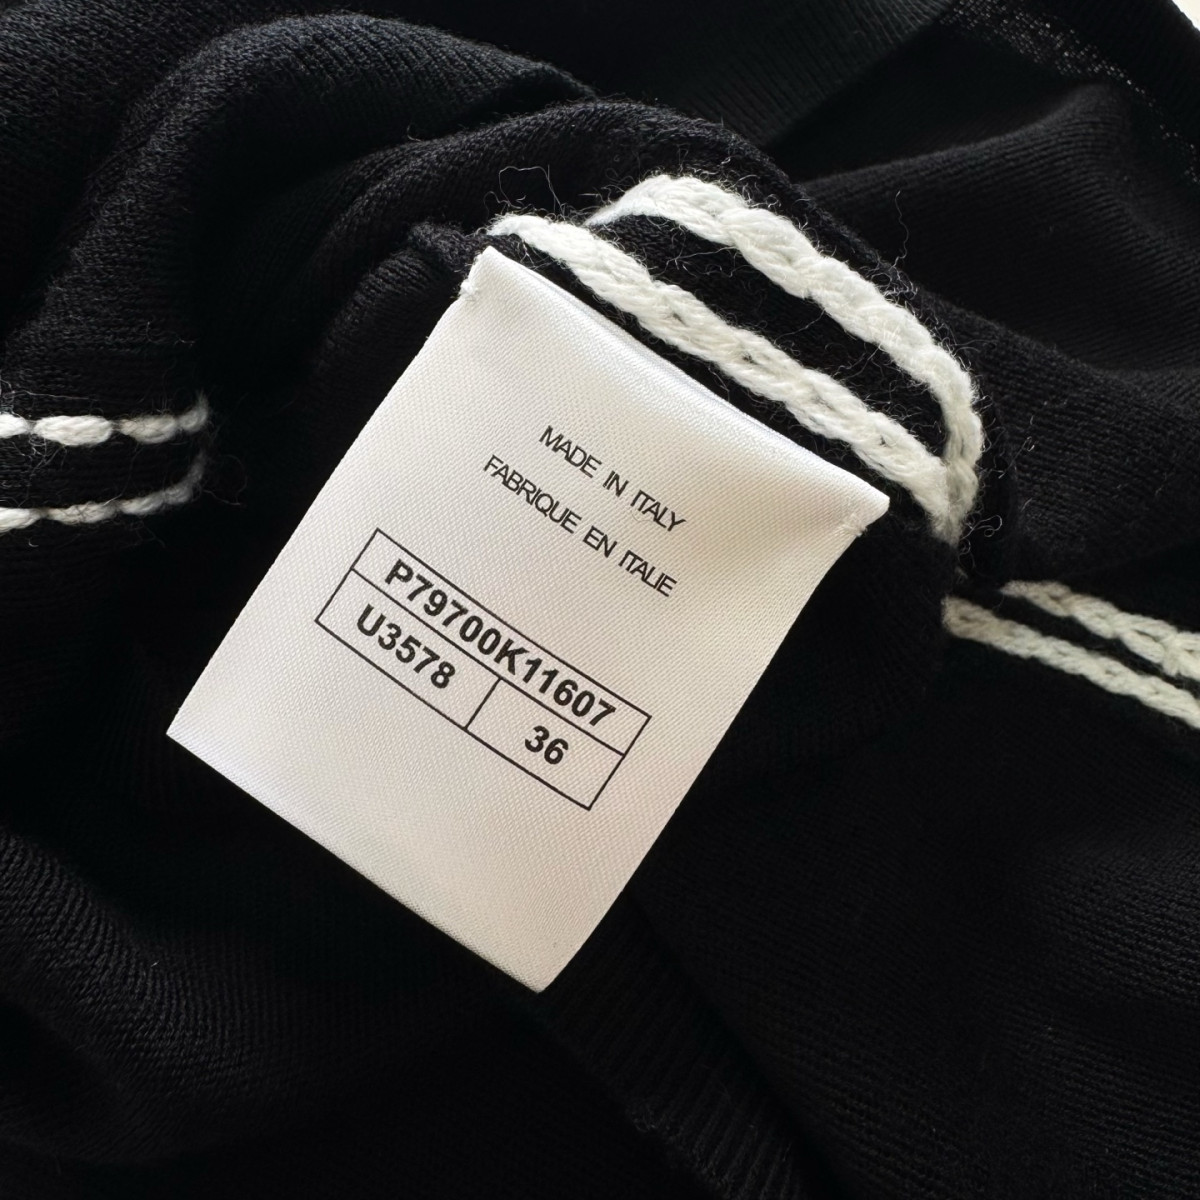 MADE IN ITALY
FABRIQUE EN ITALIE
P79700K11607
U3578 36